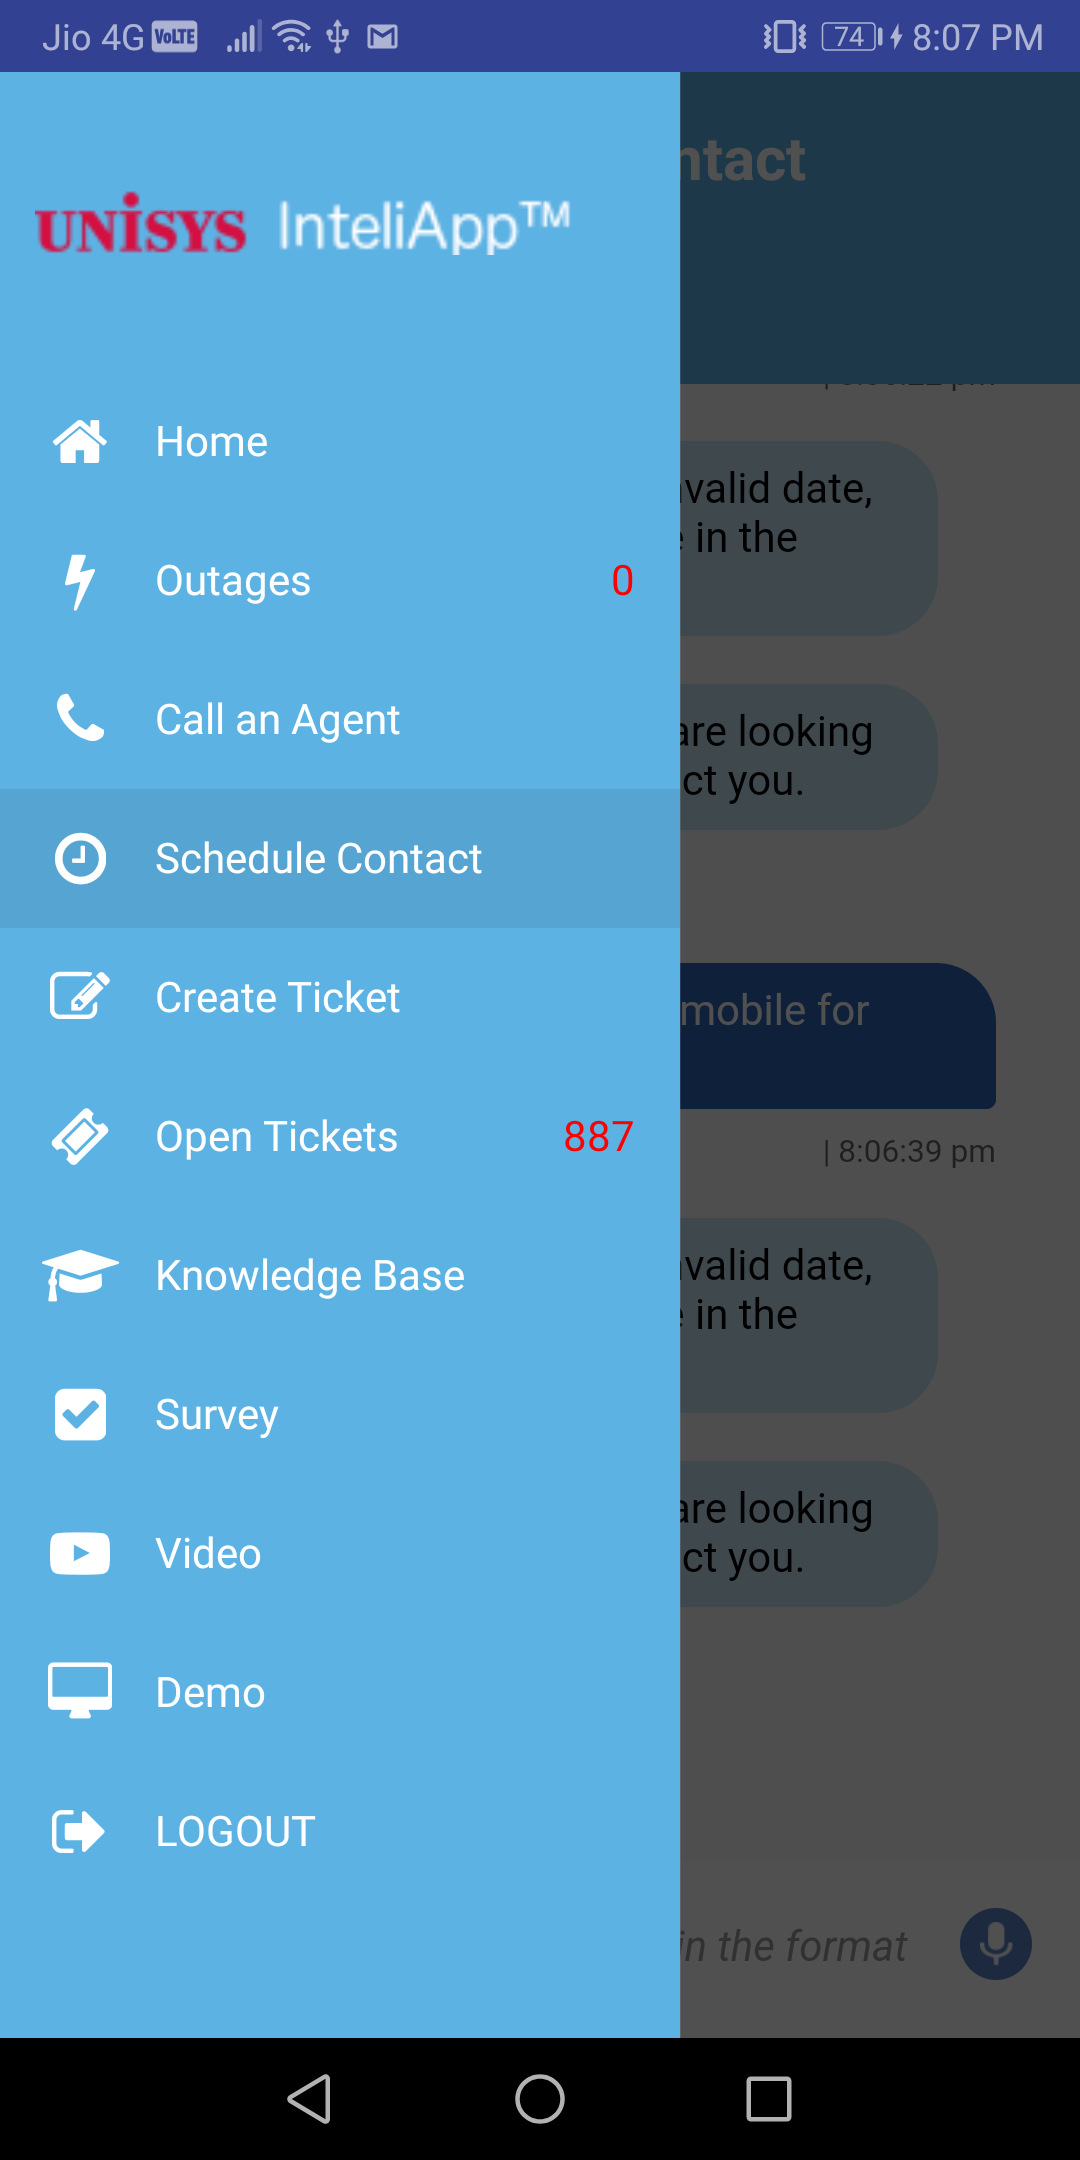 Jio 4G VoLTE 74 8:07 PM
UNiSYS InteliApp™
Home
Outages 0
Call an Agent
Schedule Contact
Create Ticket
Open Tickets 887
Knowledge Base
Survey
Video
Demo
LOGOUT
ntact
nvalid date,
e in the
are looking
ct you.
mobile for
| 8:06:39 pm
nvalid date,
e in the
are looking
ct you.
in the format